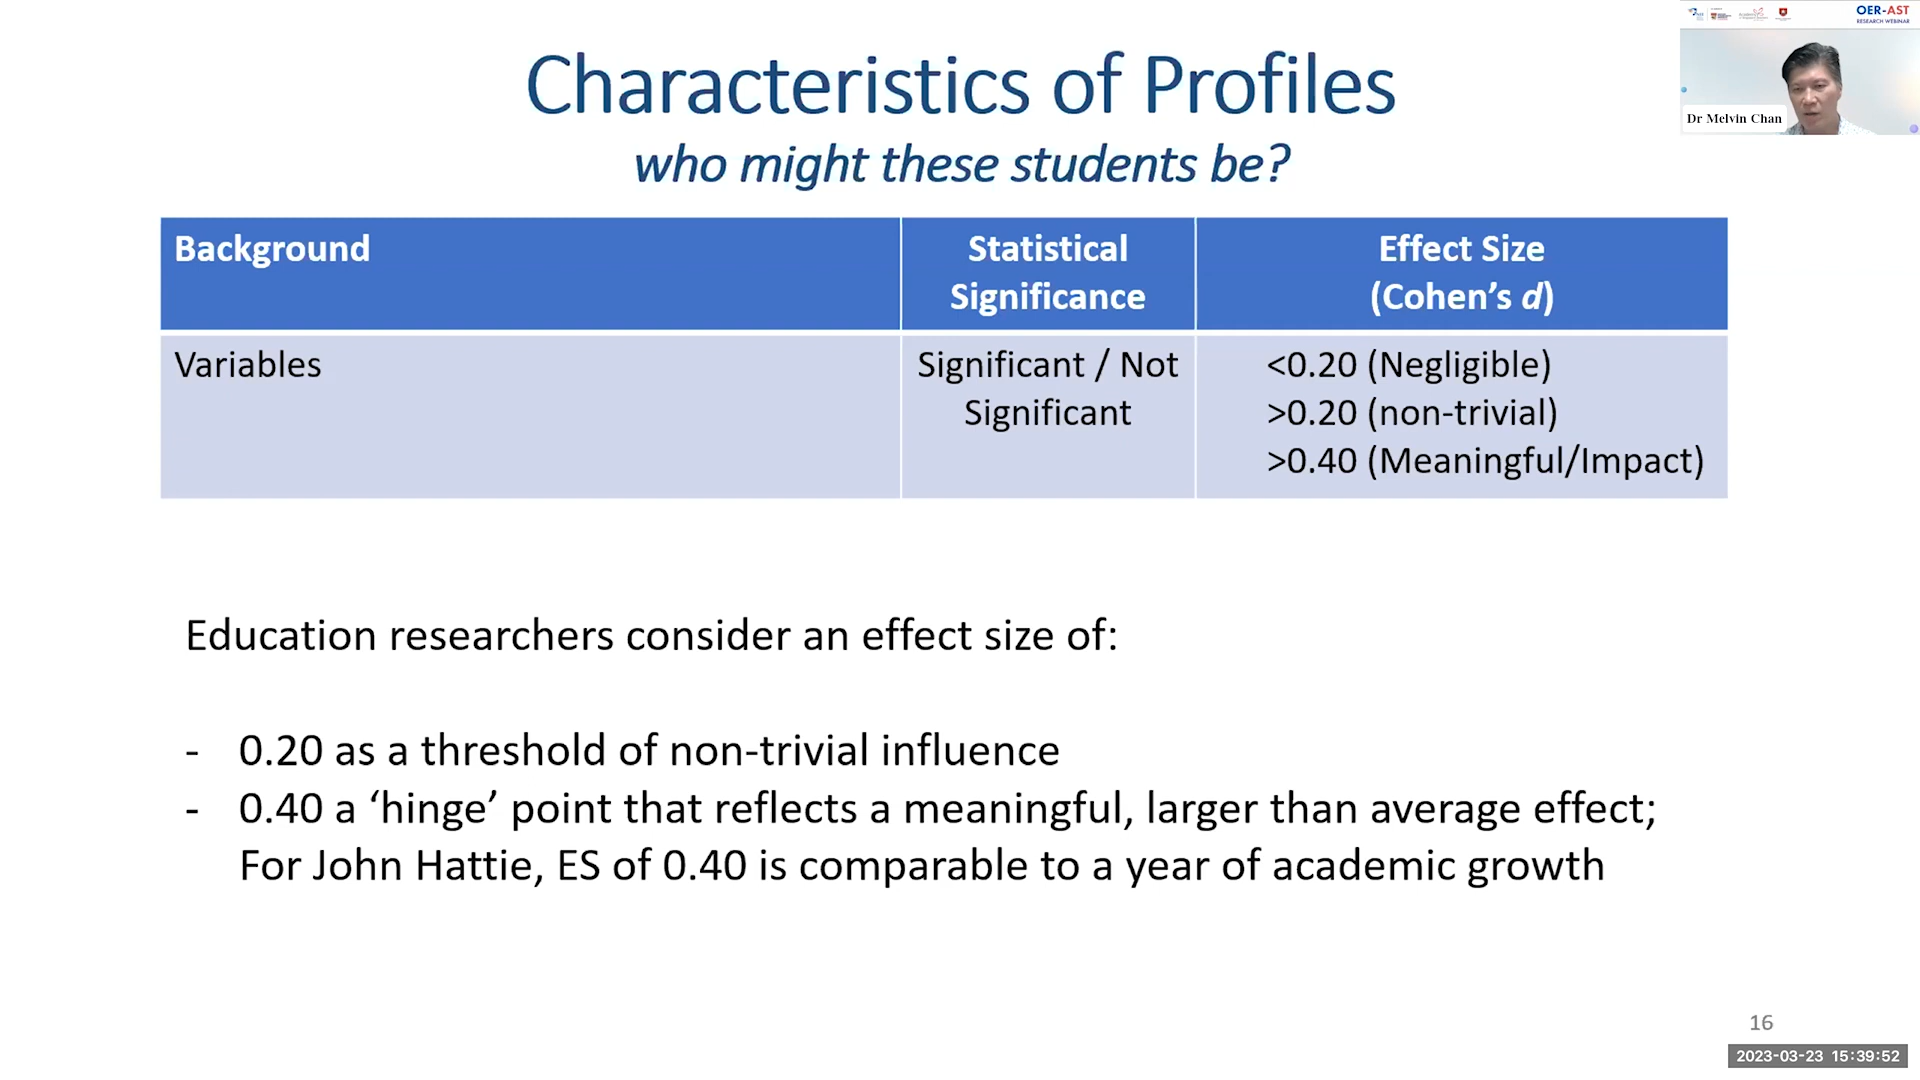 OER-AST
RESEARCH WEBINAR
Dr Melvin Chan
Characteristics of Profiles
who might these students be?
Background
Statistical
Significance
Effect Size
(Cohen’s d)
Variables
Significant / Not
Significant
<0.20 (Negligible)
>0.20 (non-trivial)
>0.40 (Meaningful/Impact)
Education researchers consider an effect size of:
- 0.20 as a threshold of non-trivial influence
- 0.40 a ‘hinge’ point that reflects a meaningful, larger than average effect;
For John Hattie, ES of 0.40 is comparable to a year of academic growth
16
2023-03-23 15:39:52